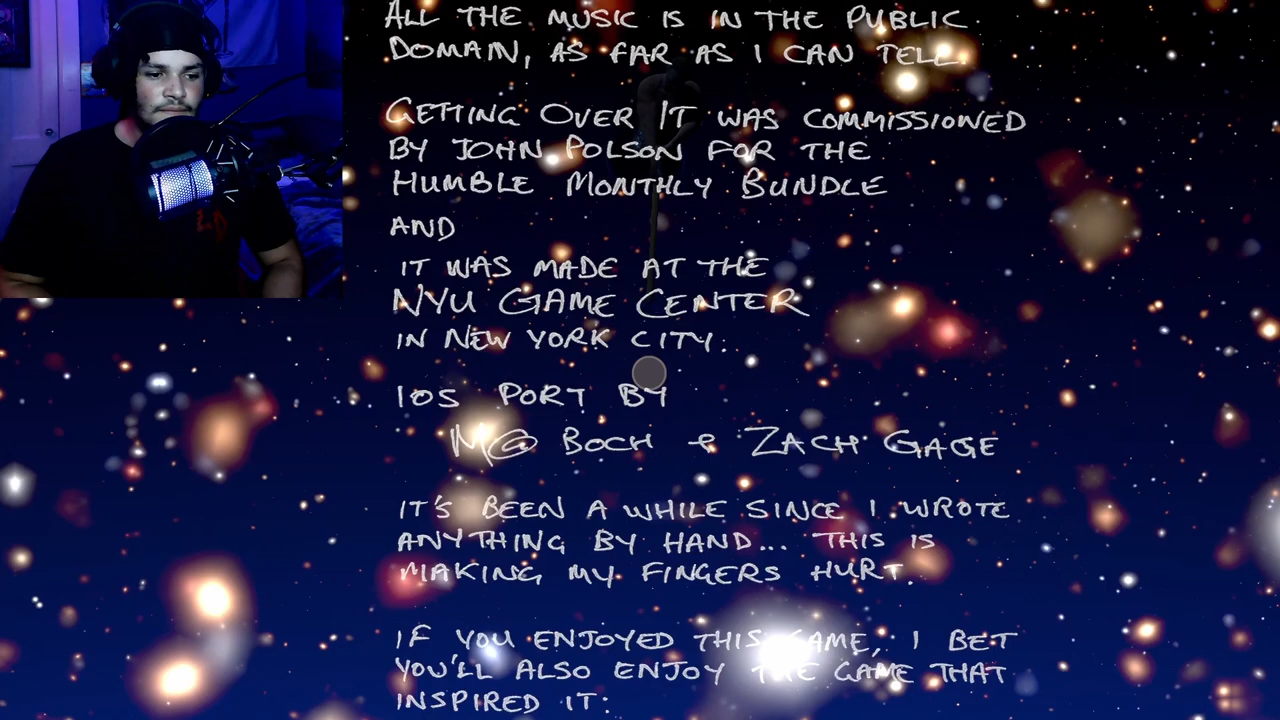 ALL THE MUSIC IS IN THE PUBLIC
DOMAIN, AS FAR AS I CAN TELL.
GETTING OVER IT WAS COMMISSIONED
BY JOHN POLSON FOR THE
HUMBLE MONTHLY BUNDLE
AND
IT WAS MADE AT THE
NYU GAME CENTER
IN NEW YORK CITY.
IOS PORT BY
M@ BOCH & ZACH GAGE
IT'S BEEN A WHILE SINCE I WROTE
ANYTHING BY HAND... THIS IS
MAKING MY FINGERS HURT.
IF YOU ENJOYED THIS GAME, I BET
YOU'LL ALSO ENJOY THE GAME THAT
INSPIRED IT: